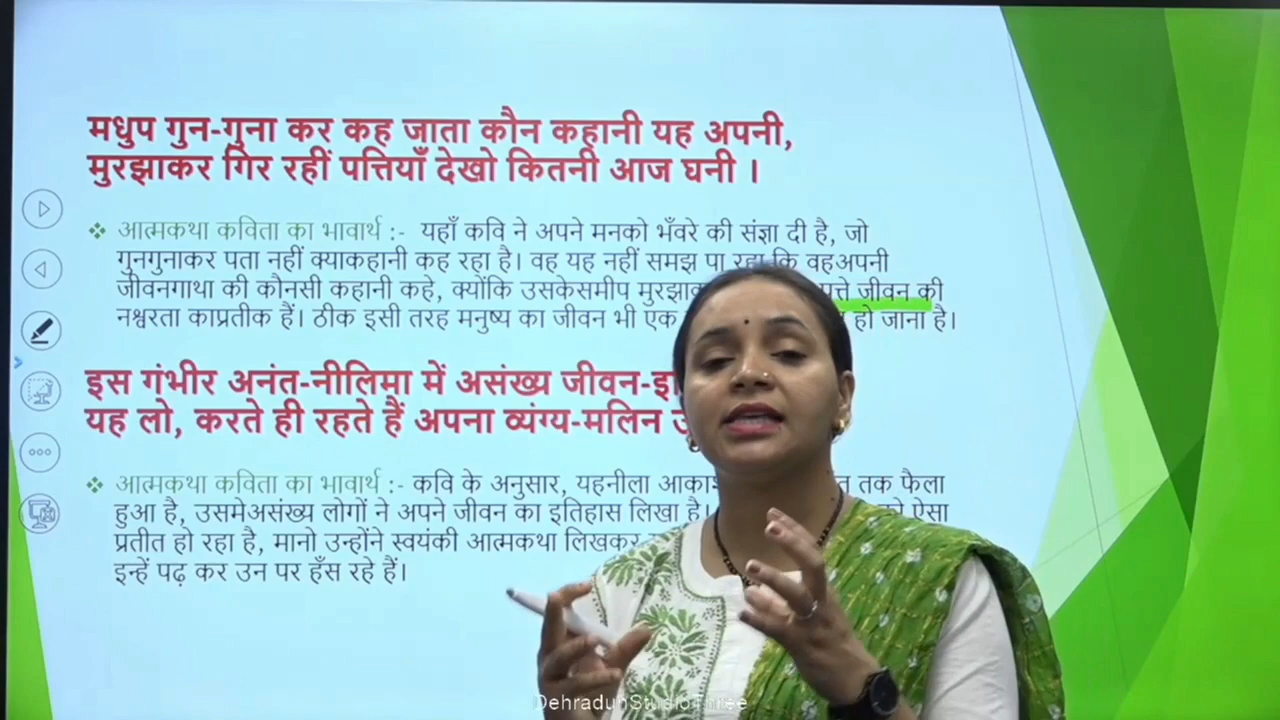 मधुप गुन-गुना कर कह जाता कौन कहानी यह अपनी,
मुरझाकर गिर रहीं पत्तियाँ देखो कितनी आज घनी ।
आत्मकथा कविता का भावार्थ :- यहाँ कवि ने अपने मनको भँवरे की संज्ञा दी है, जो
गुनगुनाकर पता नहीं क्याकहानी कह रहा है। वह यह नहीं समझ पा रहा कि वहअपनी
जीवनगाथा की कौनसी कहानी कहे, क्योंकि उसकेसमीप पत्ते जीवन की
नश्वरता काप्रतीक हैं। ठीक इसी तरह मनुष्य का जीवन भी एक हो जाना है।
इस गंभीर अनंत-नीलिमा में असंख्य
यह लो, करते ही रहते हैं अपना व्यंग्य-मलिन
आत्मकथा कविता का भावार्थ :- कवि के अनुसार, यहनीला तक फैला
हुआ है, उसमेअसंख्य लोगों ने अपने जीवन का इतिहास लिखा है। को ऐसा
प्रतीत हो रहा है, मानो उन्होंने स्वयंकी आत्मकथा लिखकर
इन्हें पढ़ कर उन पर हँस रहे हैं।
DehradunStudioThree